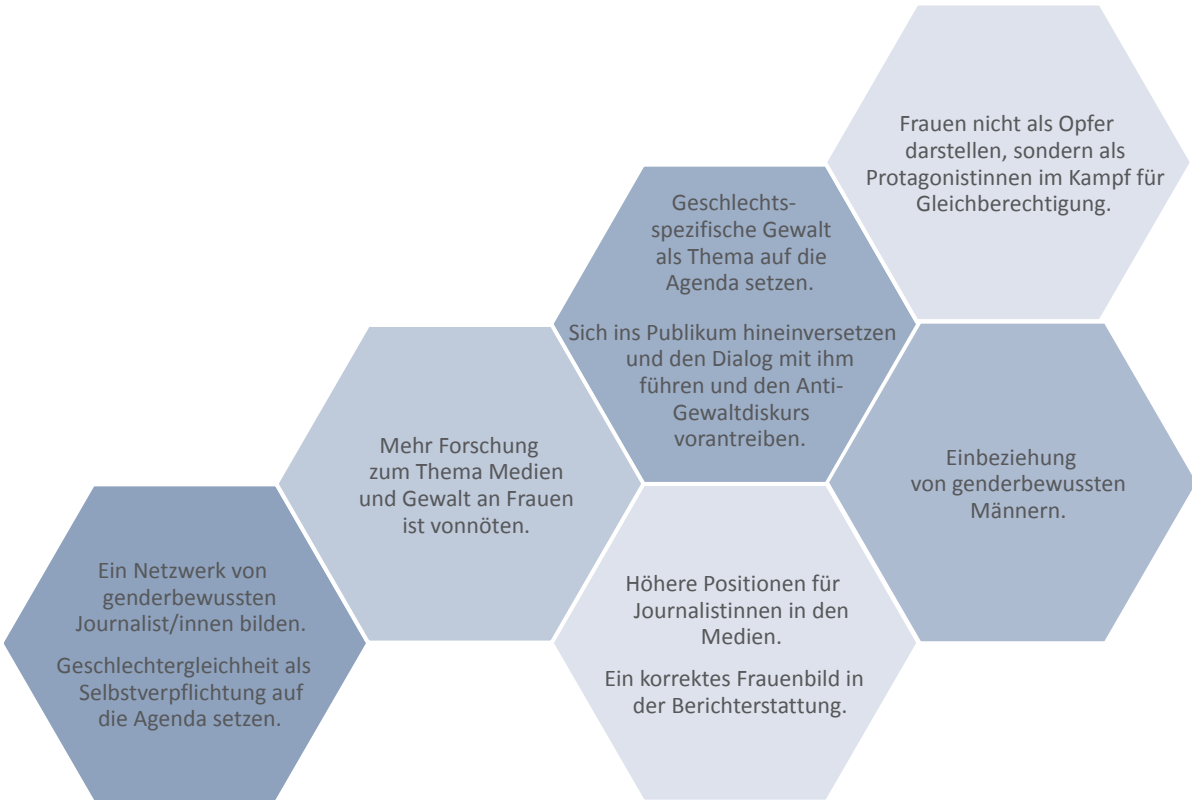 Frauen nicht als Opfer
darstellen, sondern als
Protagonistinnen im Kampf für
Gleichberechtigung.
Geschlechts-
spezifische Gewalt
als Thema auf die
Agenda setzen.
Sich ins Publikum hineinversetzen
und den Dialog mit ihm
führen und den Anti-
Gewaltdiskurs
vorantreiben.
Mehr Forschung
zum Thema Medien
und Gewalt an Frauen
ist vonnöten.
Einbeziehung
von genderbewussten
Männern.
Ein Netzwerk von
genderbewussten
Journalist/innen bilden.
Geschlechtergleichheit als
Selbstverpflichtung auf
die Agenda setzen.
Höhere Positionen für
Journalistinnen in den
Medien.
Ein korrektes Frauenbild in
der Berichterstattung.